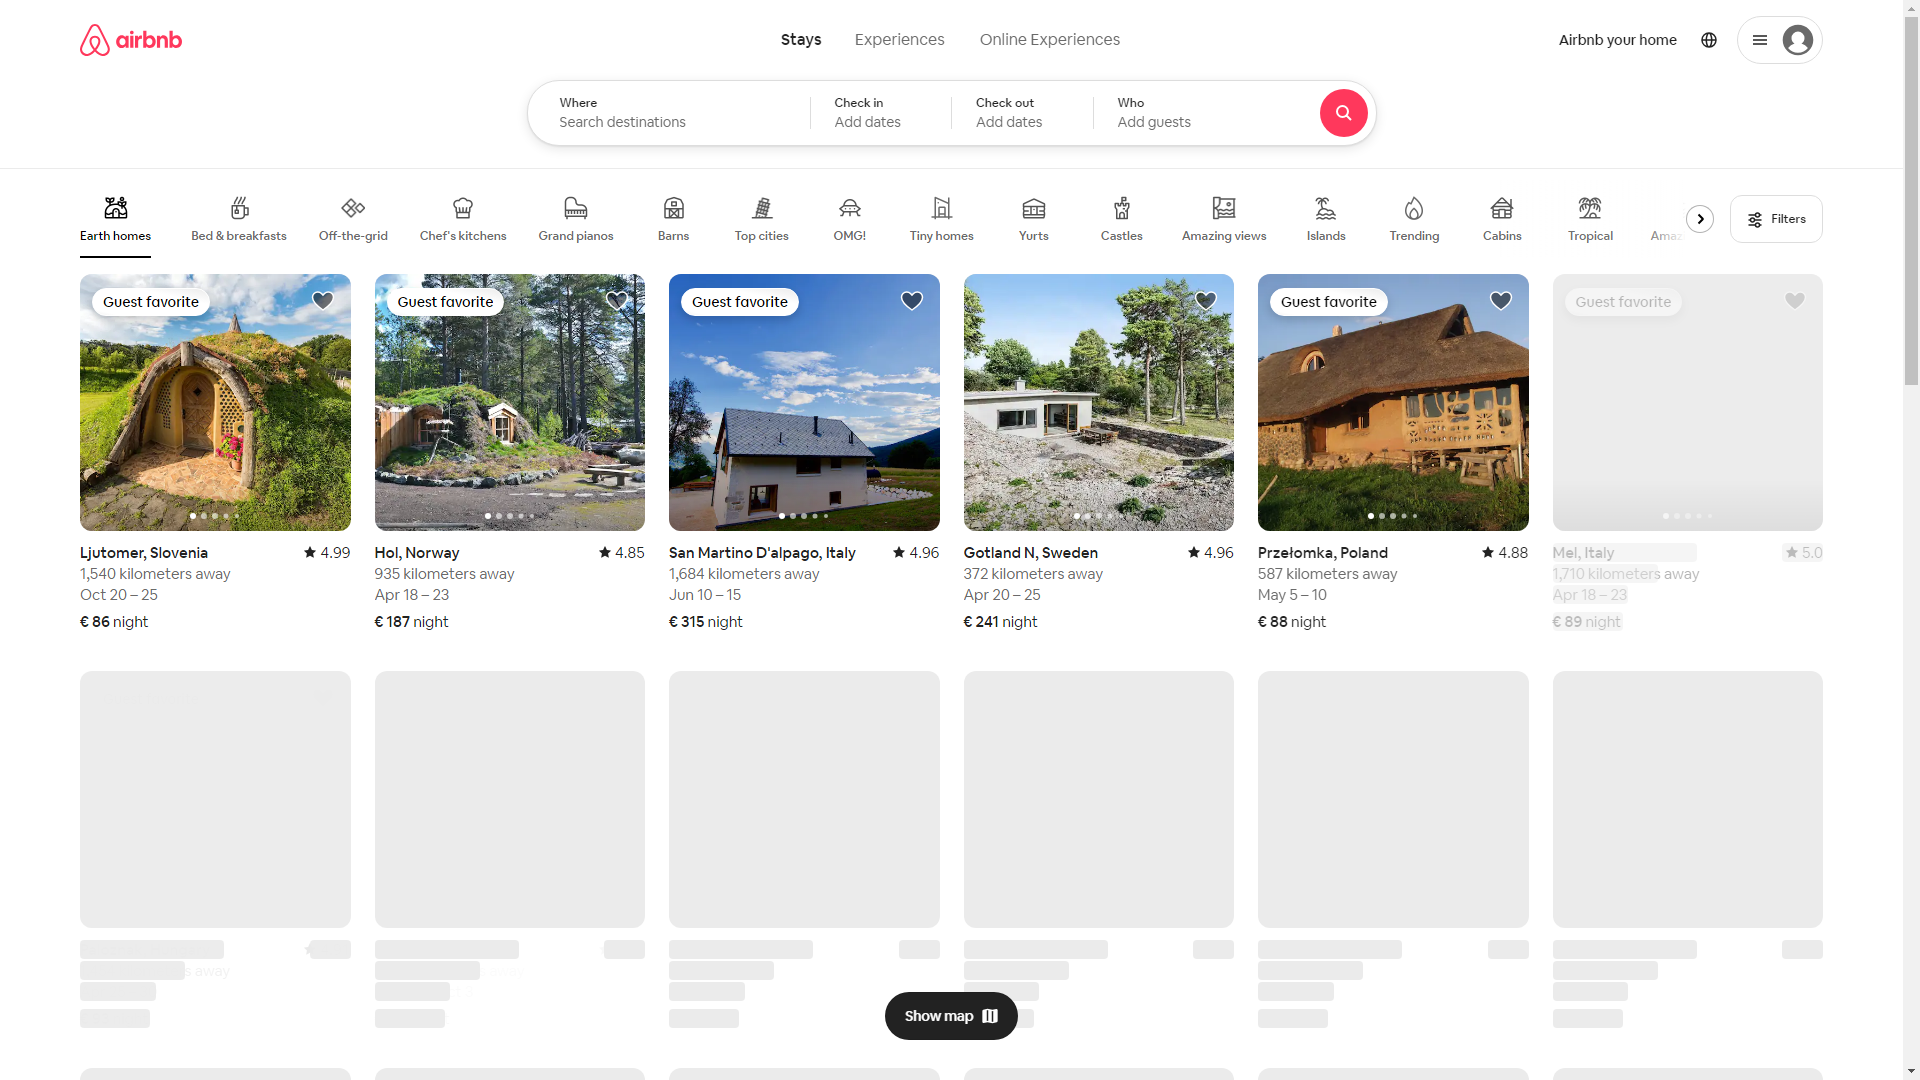 airbnb
Stays
Experiences
Online Experiences
Airbnb your home
Where
Search destinations
Check in
Add dates
Check out
Add dates
Who
Add guests
Earth homes
Bed & breakfasts
Off-the-grid
Chef's kitchens
Grand pianos
Barns
Top cities
OMG!
Tiny homes
Yurts
Castles
Amazing views
Islands
Trending
Cabins
Tropical
Amaz
Filters
Guest favorite
Guest favorite
Guest favorite
Guest favorite
Guest favorite
Ljutomer, Slovenia
4.99
1,540 kilometers away
Oct 20 – 25
€ 86 night
Hol, Norway
4.85
935 kilometers away
Apr 18 – 23
€ 187 night
San Martino D'alpago, Italy
4.96
1,684 kilometers away
Jun 10 – 15
€ 315 night
Gotland N, Sweden
4.96
372 kilometers away
Apr 20 – 25
€ 241 night
Przełomka, Poland
4.88
587 kilometers away
May 5 – 10
€ 88 night
Mel, Italy
5.0
1,710 kilometers away
Apr 18 – 23
€ 89 night
away
away
Show map